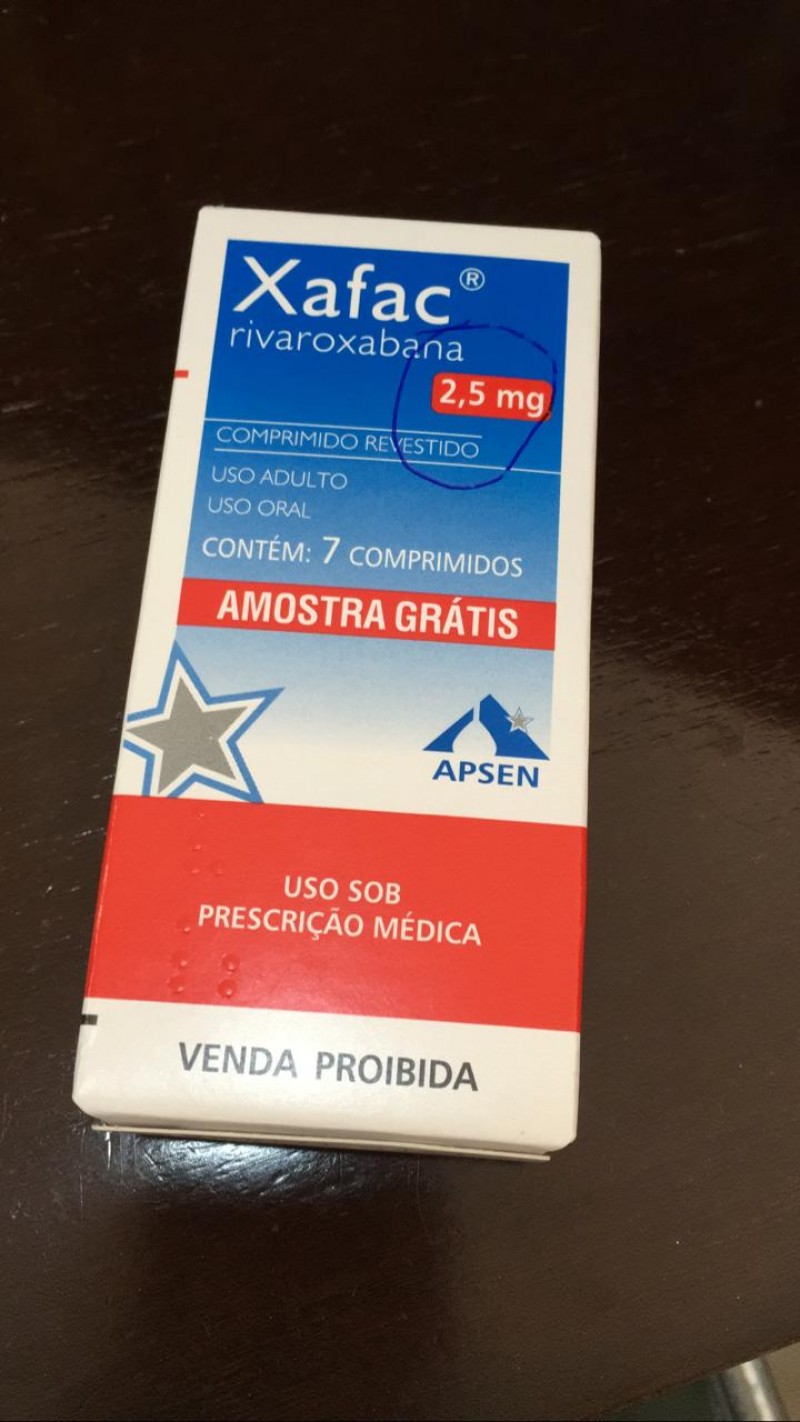 Xafac®
rivaroxabana
2,5 mg
COMPRIMIDO REVESTIDO
USO ADULTO
USO ORAL
CONTÉM: 7 COMPRIMIDOS
AMOSTRA GRÁTIS
APSEN
USO SOB
PRESCRIÇÃO MÉDICA
VENDA PROIBIDA